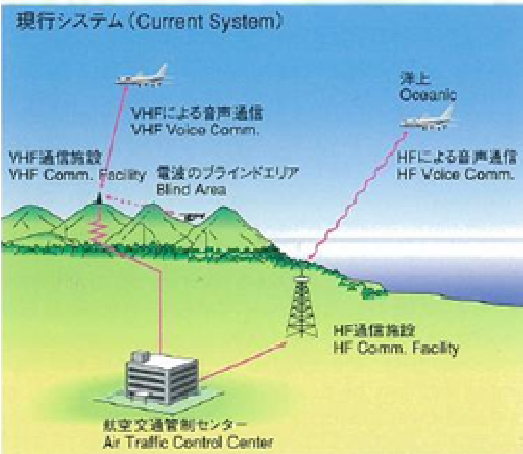 現行システム(Current System)
洋上
Oceanic
VHFによる音声通信
VHF Voice Comm.
HFによる音声通信
HF Voice Comm.
VHF通信施設
VHF Comm. Facility
電波のブラインドエリア
Blind Area
HF通信施設
HF Comm. Facility
航空交通管制センター
Air Traffic Control Center